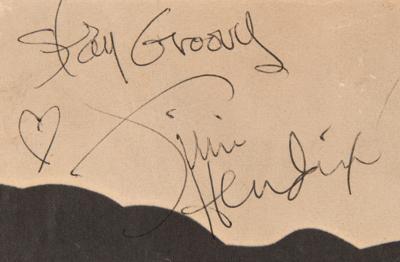 Stay Groovy
Jimi
Hendrix